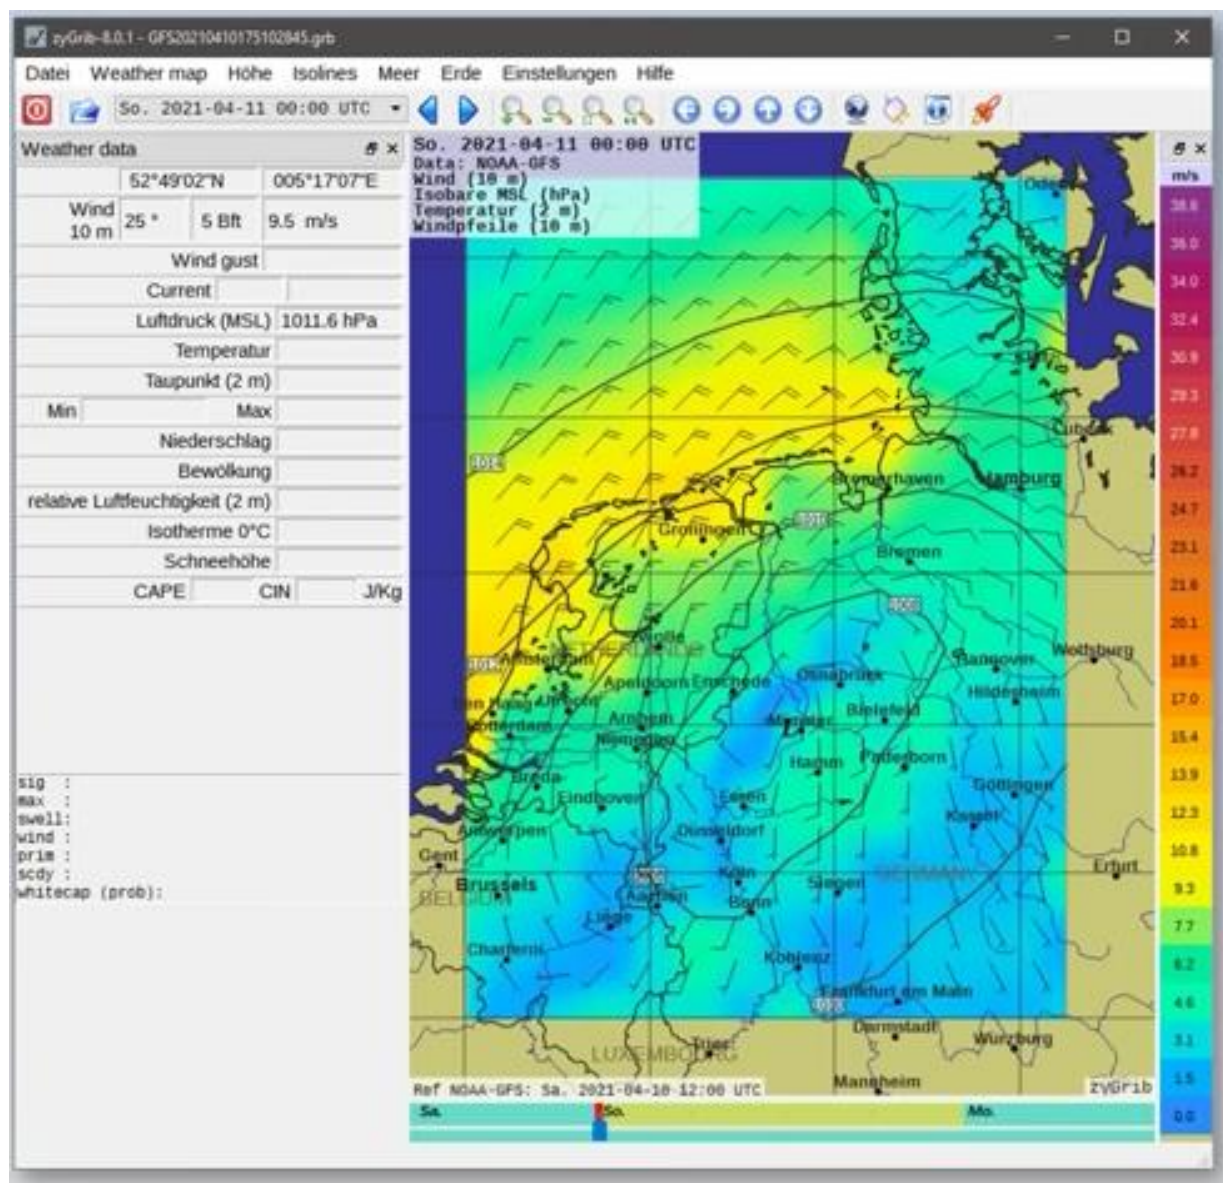 zyGrib-8.0.1 - GFS20210410175102845.grb
Datei Weather map Höhe Isolines Meer Erde Einstellungen Hilfe
So. 2021-04-11 00:00 UTC
Weather data
52°49'02"N 005°17'07"E
Wind 10 m 25 ° 5 Bft 9.5 m/s
Wind gust
Current
Luftdruck (MSL) 1011.6 hPa
Temperatur
Taupunkt (2 m)
Min Max
Niederschlag
Bewölkung
relative Luftfeuchtigkeit (2 m)
Isotherme 0°C
Schneehöhe
CAPE CIN J/Kg
sig :
max :
swell:
wind :
prim :
scdy :
whitecap (prob):
So. 2021-04-11 00:00 UTC
Data: NOAA-GFS
Wind (10 m)
Isobare MSL (hPa)
Temperatur (2 m)
Windpfeile (10 m)
Lübeck
Bremerhaven
Hamburg
Groningen
Bremen
Zwolle
NETHERLANDS
Amsterdam
Hannover
Wolfsburg
Apeldoorn
Enschede
Osnabrück
Hildesheim
Den Haag
Utrecht
Arnhem
Münster
Bielefeld
Rotterdam
Nijmegen
Hamm
Paderborn
Breda
Göttingen
Eindhoven
Essen
Kassel
Antwerpen
Düsseldorf
Gent
Köln
Siegen
GERMANY
Erfurt
Brussels
BELGIUM
Aachen
Bonn
Liège
Charleroi
Koblenz
Frankfurt am Main
Darmstadt
Würzburg
Trier
LUXEMBOURG
Mannheim
Ref NOAA-GFS: Sa. 2021-04-10 12:00 UTC
zyGrib
Sa. So. Mo.
m/s
38.6
36.0
34.0
32.4
30.9
29.3
27.8
26.2
24.7
23.1
21.6
20.1
18.5
17.0
15.4
13.9
12.3
10.8
9.3
7.7
6.2
4.6
3.1
1.5
0.0